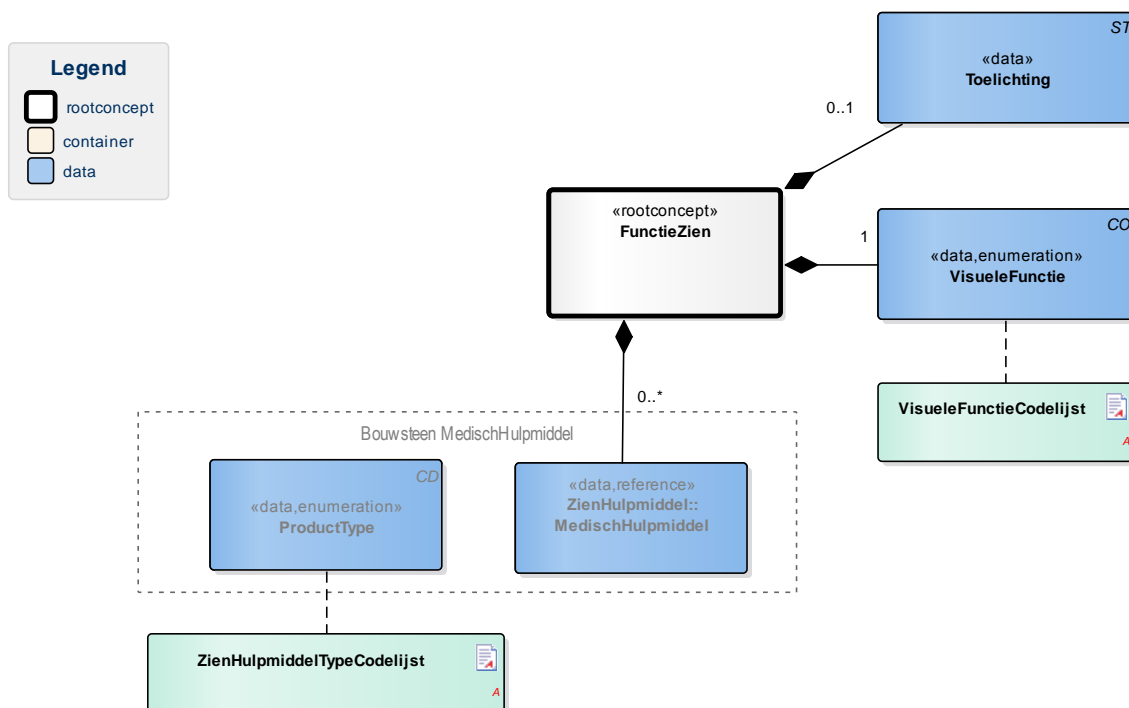 Legend
rootconcept
container
data
ST
«data»
Toelichting
0..1
«rootconcept»
FunctieZien
1
CO
«data,enumeration»
VisueleFunctie
0..*
VisueleFunctieCodelijst
A
Bouwsteen MedischHulpmiddel
CD
«data,enumeration»
ProductType
«data,reference»
ZienHulpmiddel::
MedischHulpmiddel
ZienHulpmiddelTypeCodelijst
A